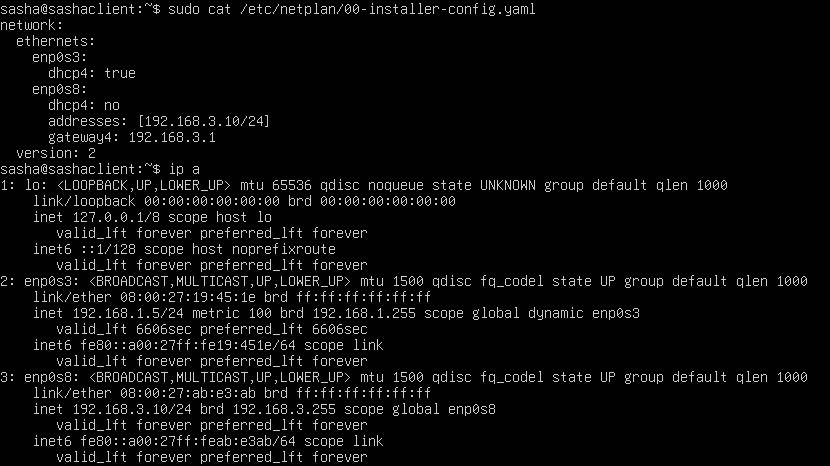 sasha@sashaclient:~$ sudo cat /etc/netplan/00-installer-config.yaml
network:
  ethernets:
    enp0s3:
      dhcp4: true
    enp0s8:
      dhcp4: no
      addresses: [192.168.3.10/24]
      gateway4: 192.168.3.1
  version: 2
sasha@sashaclient:~$ ip a
1: lo: <LOOPBACK,UP,LOWER_UP> mtu 65536 qdisc noqueue state UNKNOWN group default qlen 1000
    link/loopback 00:00:00:00:00:00 brd 00:00:00:00:00:00
    inet 127.0.0.1/8 scope host lo
       valid_lft forever preferred_lft forever
    inet6 ::1/128 scope host noprefixroute
       valid_lft forever preferred_lft forever
2: enp0s3: <BROADCAST,MULTICAST,UP,LOWER_UP> mtu 1500 qdisc fq_codel state UP group default qlen 1000
    link/ether 08:00:27:19:45:1e brd ff:ff:ff:ff:ff:ff
    inet 192.168.1.5/24 metric 100 brd 192.168.1.255 scope global dynamic enp0s3
       valid_lft 6606sec preferred_lft 6606sec
    inet6 fe80::a00:27ff:fe19:451e/64 scope link
       valid_lft forever preferred_lft forever
3: enp0s8: <BROADCAST,MULTICAST,UP,LOWER_UP> mtu 1500 qdisc fq_codel state UP group default qlen 1000
    link/ether 08:00:27:ab:e3:ab brd ff:ff:ff:ff:ff:ff
    inet 192.168.3.10/24 brd 192.168.3.255 scope global enp0s8
       valid_lft forever preferred_lft forever
    inet6 fe80::a00:27ff:feab:e3ab/64 scope link
       valid_lft forever preferred_lft forever